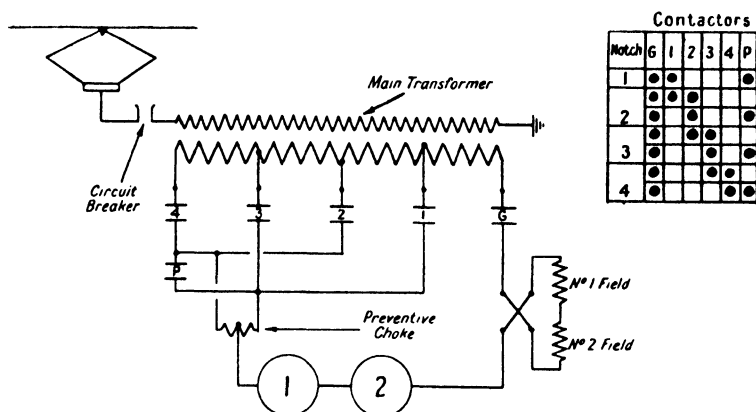 Contactors
Notch G 1 2 3 4 P
1
2
3
4
Main Transformer
Circuit
Breaker
4 3 2 1 G
P
Preventive
Choke
Nº 1 Field
Nº 2 Field
1 2